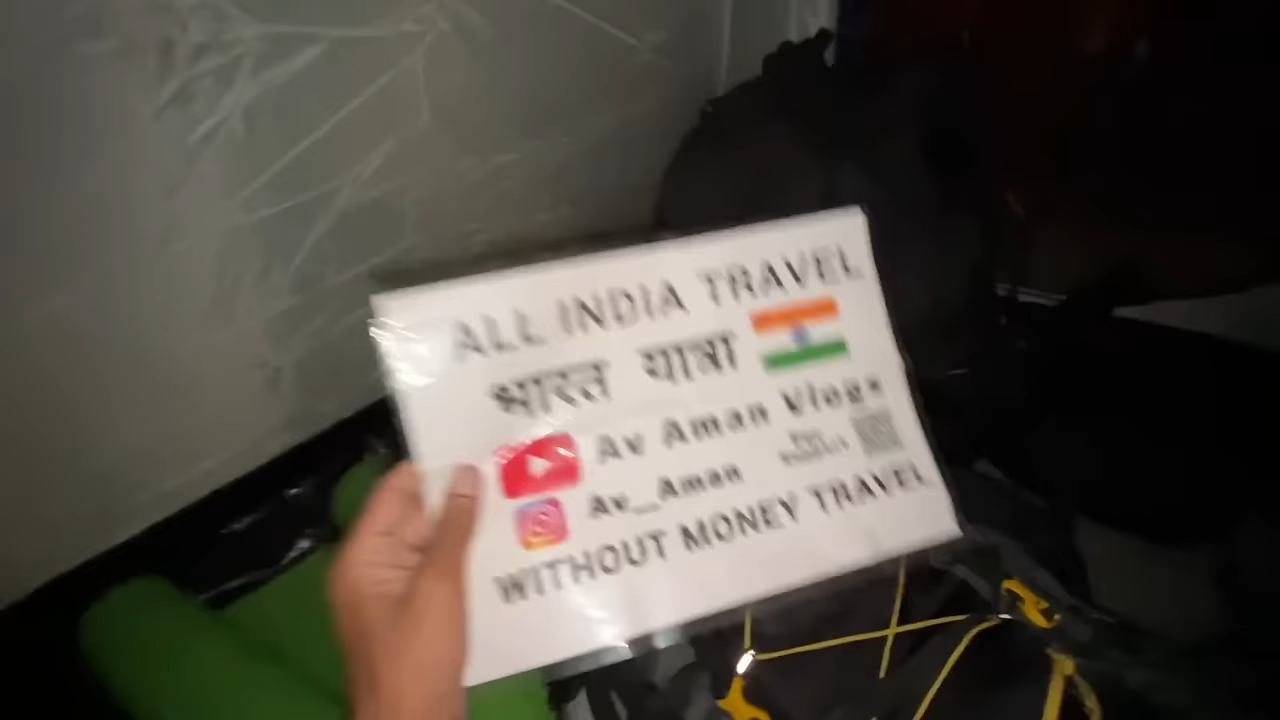 ALL INDIA TRAVEL
भारत यात्रा
Av Aman Vlogs
Av_Aman
WITHOUT MONEY TRAVEL